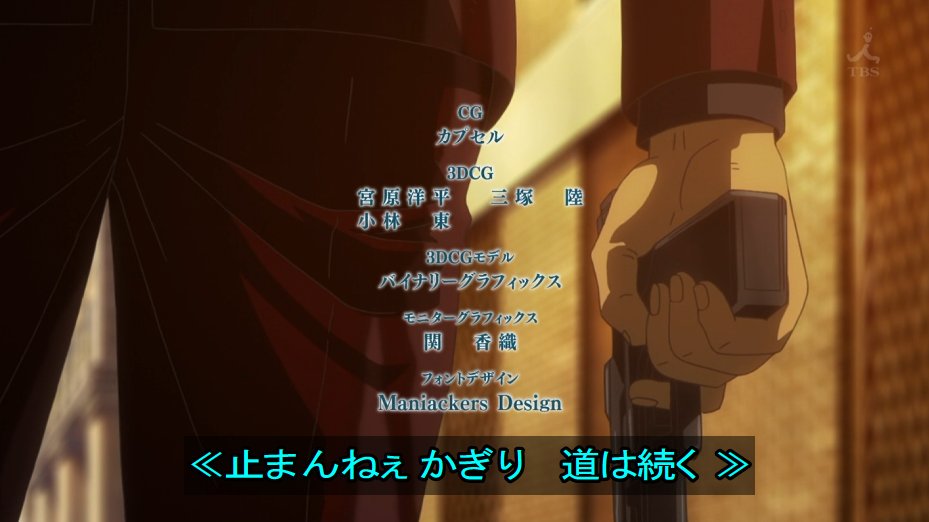 TBS
CG
カプセル
3DCG
宮原洋平　三塚　陸
小林　東
3DCGモデル
バイナリーグラフィックス
モニターグラフィックス
関　香織
フォントデザイン
Maniackers Design
≪止まんねぇ かぎり　道は続く ≫